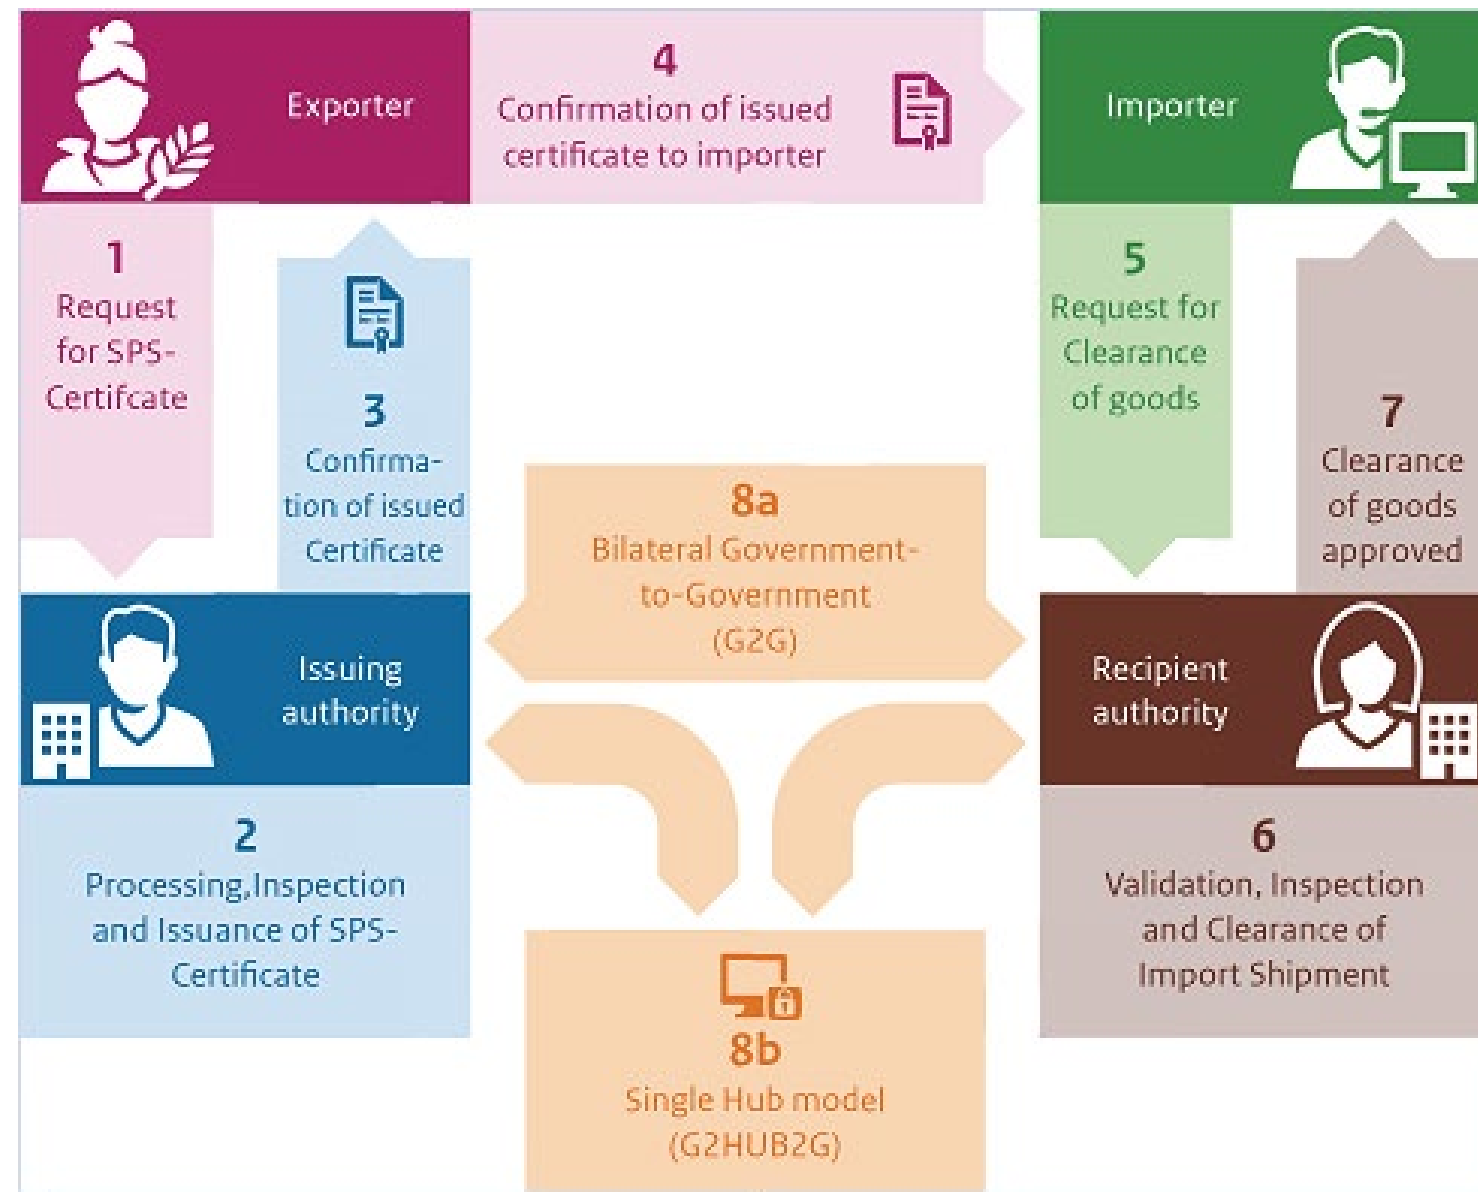 Exporter
4
Confirmation of issued
certificate to importer
Importer
1
Request
for SPS-
Certifcate
3
Confirma-
tion of issued
Certificate
5
Request for
Clearance
of goods
7
Clearance
of goods
approved
8a
Bilateral Government-
to-Government
(G2G)
Issuing
authority
Recipient
authority
2
Processing,Inspection
and Issuance of SPS-
Certificate
6
Validation, Inspection
and Clearance of
Import Shipment
8b
Single Hub model
(G2HUB2G)